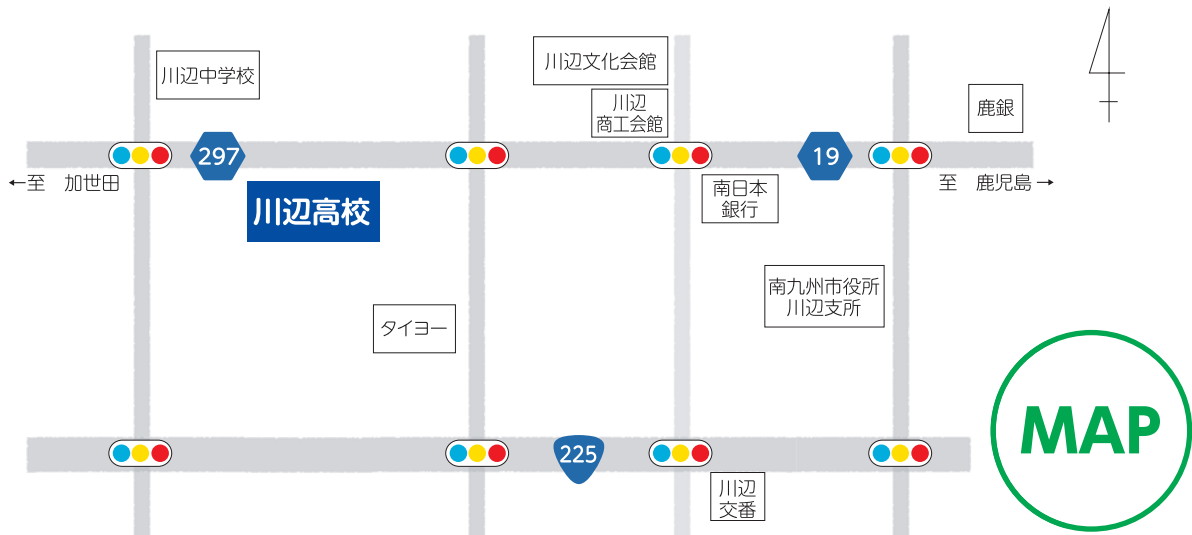 川辺中学校
川辺文化会館
川辺
商工会館
鹿銀
297
19
←至 加世田
至 鹿児島→
川辺高校
南日本
銀行
南九州市役所
川辺支所
タイヨー
MAP
225
川辺
交番